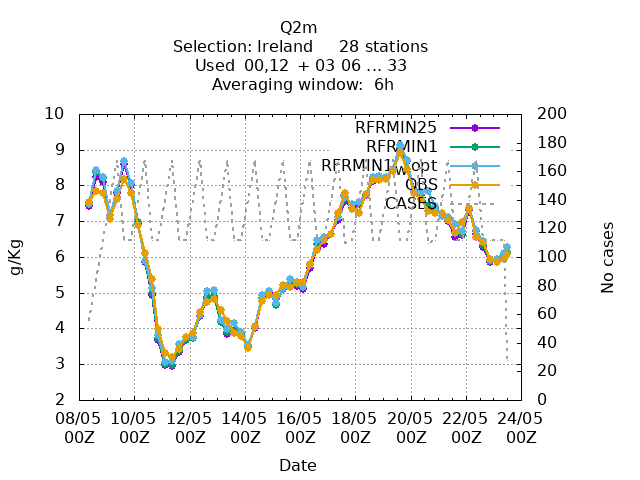 Q2m
Selection: Ireland 28 stations
Used 00,12 + 03 06 ... 33
Averaging window: 6h
10
9
8
7
6
5
4
3
2
g/Kg
200
180
160
140
120
100
80
60
40
20
0
No cases
RFRMIN25
RFRMIN1
RFRMIN1wopt
OBS
CASES
08/05 10/05 12/05 14/05 16/05 18/05 20/05 22/05 24/05
00Z 00Z 00Z 00Z 00Z 00Z 00Z 00Z 00Z
Date